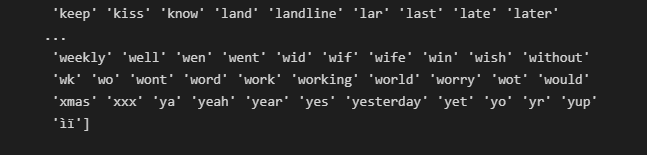 'keep' 'kiss' 'know' 'land' 'landline' 'lar' 'last' 'late' 'later'
...
'weekly' 'well' 'wen' 'went' 'wid' 'wif' 'wife' 'win' 'wish' 'without'
'wk' 'wo' 'wont' 'word' 'work' 'working' 'world' 'worry' 'wot' 'would'
'xmas' 'xxx' 'ya' 'yeah' 'year' 'yes' 'yesterday' 'yet' 'yo' 'yr' 'yup'
'ìï']